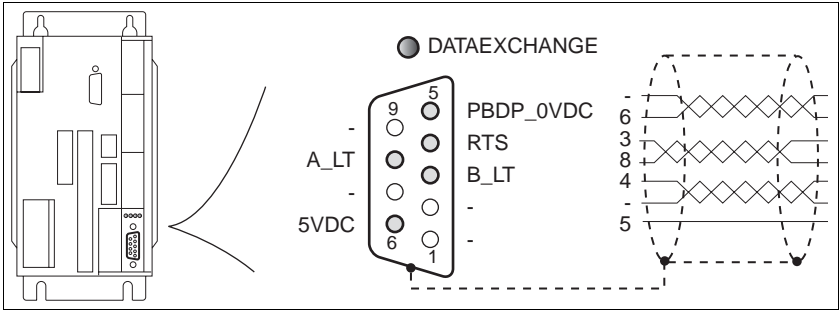 DATAEXCHANGE
5
9
PBDP_0VDC
-
RTS
A_LT
B_LT
-
-
5VDC
-
6
1
-
6
3
8
4
-
5